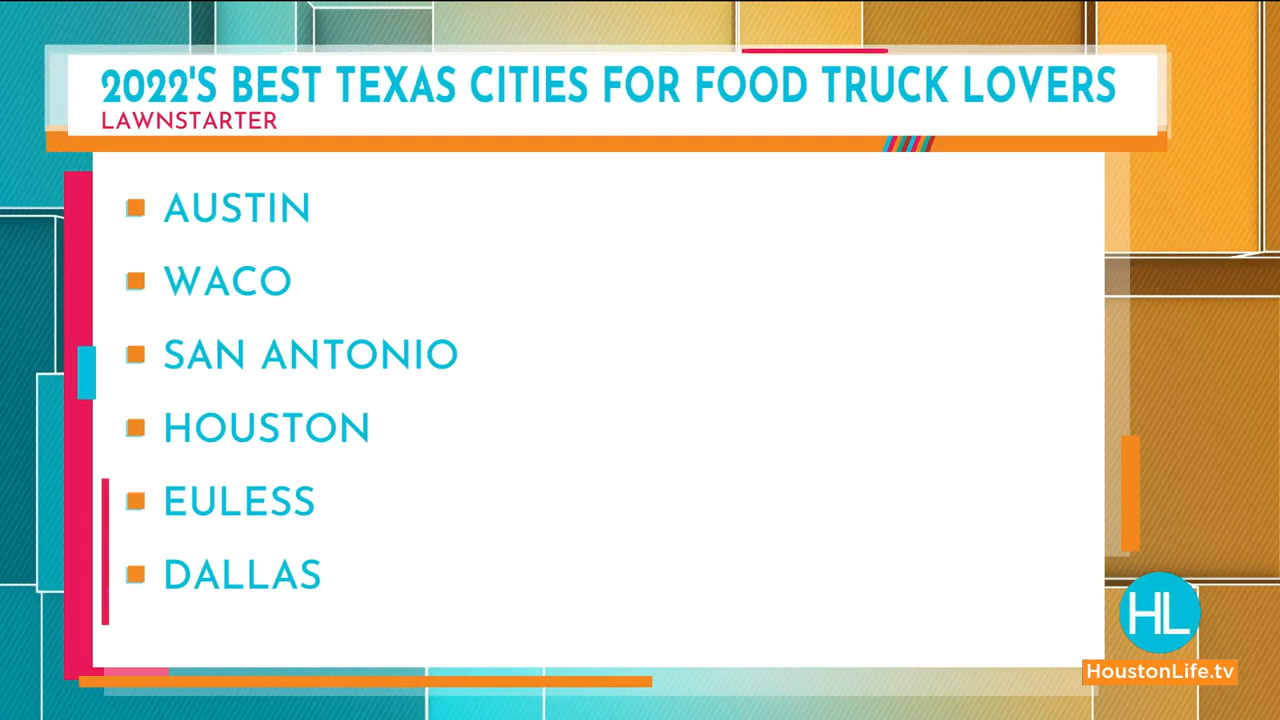 2022'S BEST TEXAS CITIES FOR FOOD TRUCK LOVERS
LAWNSTARTER
AUSTIN
WACO
SAN ANTONIO
HOUSTON
EULESS
DALLAS
HL
HoustonLife.tv